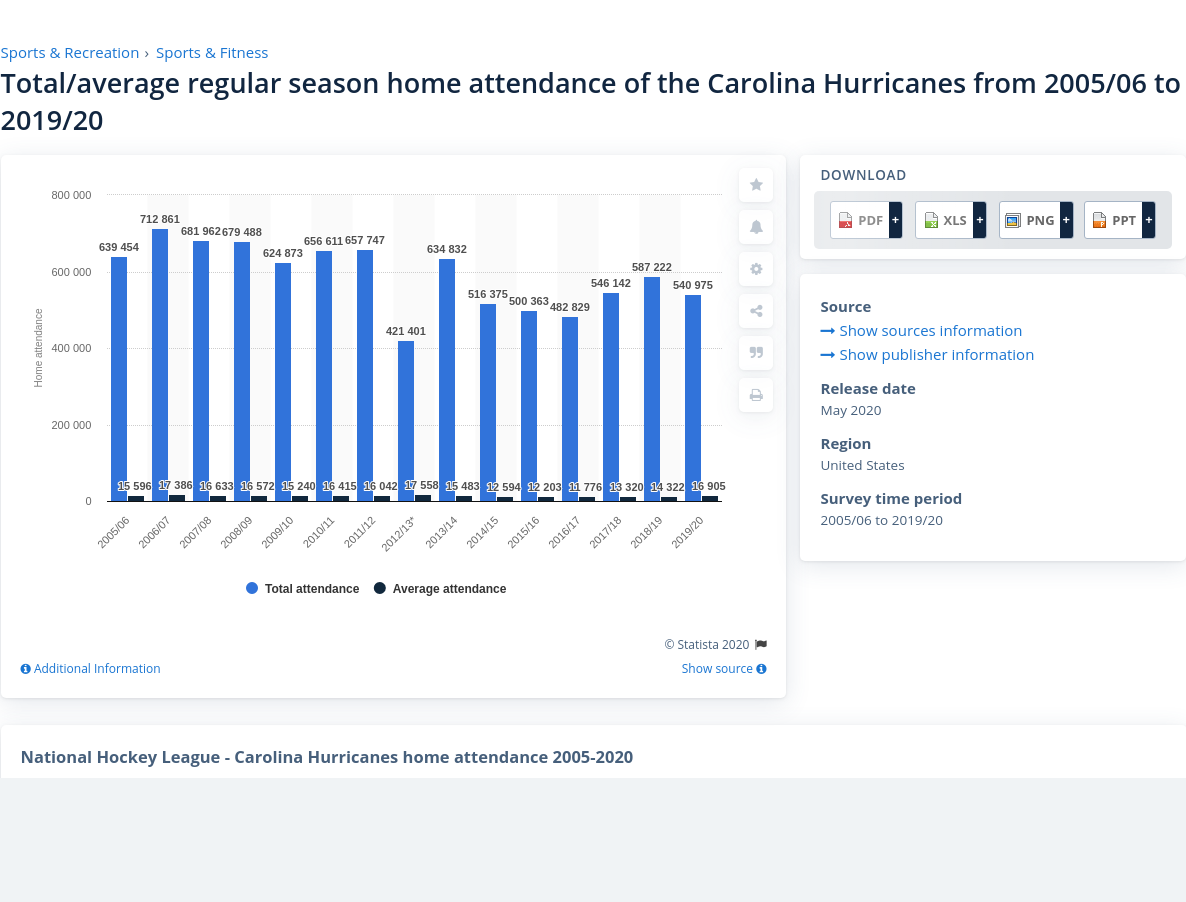 Sports & Recreation › Sports & Fitness
Total/average regular season home attendance of the Carolina Hurricanes from 2005/06 to
2019/20
DOWNLOAD
PDF + XLS + PNG + PPT +
Home attendance
800 000
600 000
400 000
200 000
0
639 454
712 861
681 962
679 488
624 873
656 611
657 747
421 401
634 832
516 375
500 363
482 829
546 142
587 222
540 975
15 596
17 386
16 633
16 572
15 240
16 415
16 042
17 558
15 483
12 594
12 203
11 776
13 320
14 322
16 905
2005/06
2006/07
2007/08
2008/09
2009/10
2010/11
2011/12
2012/13*
2013/14
2014/15
2015/16
2016/17
2017/18
2018/19
2019/20
Total attendance Average attendance
© Statista 2020
Additional Information
Show source
Source
Show sources information
Show publisher information
Release date
May 2020
Region
United States
Survey time period
2005/06 to 2019/20
National Hockey League - Carolina Hurricanes home attendance 2005-2020